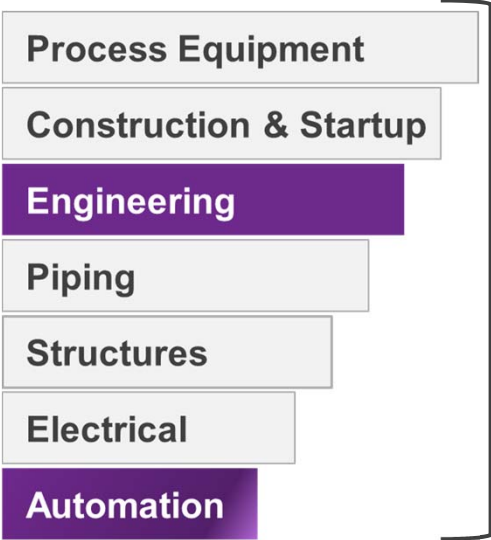 Process Equipment
Construction & Startup
Engineering
Piping
Structures
Electrical
Automation